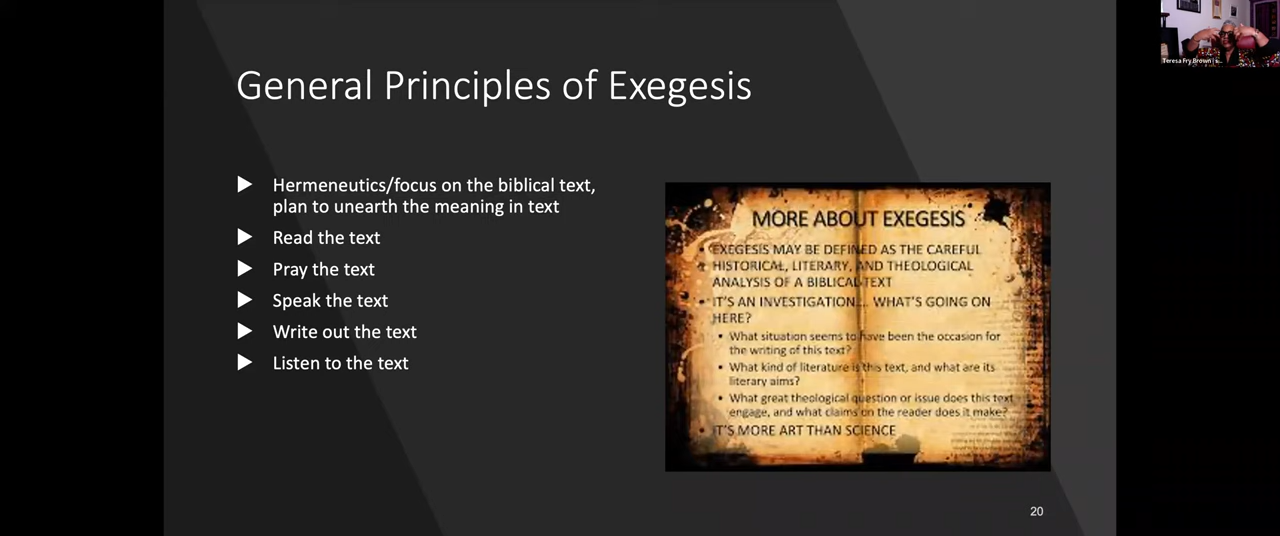 General Principles of Exegesis
Hermeneutics/focus on the biblical text,
plan to unearth the meaning in text
Read the text
Pray the text
Speak the text
Write out the text
Listen to the text
MORE ABOUT EXEGESIS
EXEGESIS MAY BE DEFINED AS THE CAREFUL
HISTORICAL, LITERARY, AND THEOLOGICAL
ANALYSIS OF A BIBLICAL TEXT
IT'S AN INVESTIGATION... WHAT'S GOING ON
HERE?
What situation seems to have been the occasion for
the writing of this text?
What kind of literature is this text, and what are its
literary aims?
What great theological question or issue does this text
engage, and what claims on the reader does it make?
IT'S MORE ART THAN SCIENCE
20
Teresa Fry Brown